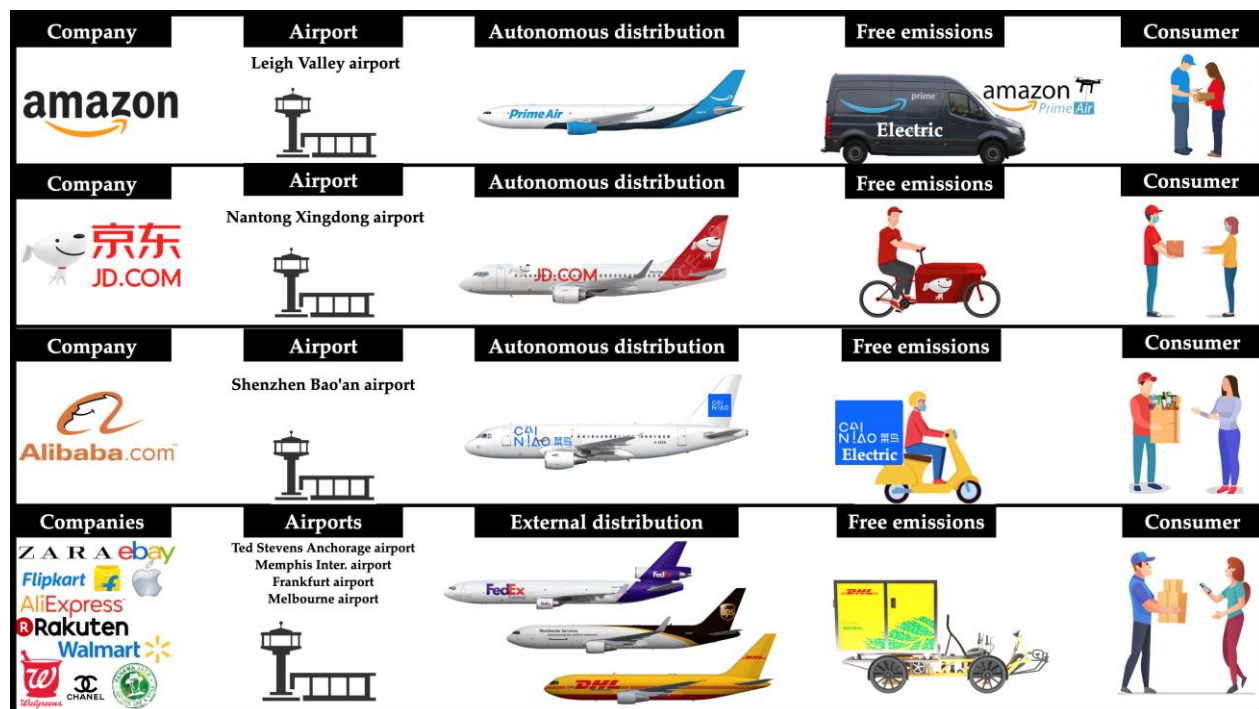 Company
Airport
Autonomous distribution
Free emissions
Consumer
Leigh Valley airport
amazon
Prime Air
prime
Electric
amazon
Prime Air
Company
Airport
Autonomous distribution
Free emissions
Consumer
Nantong Xingdong airport
京东
JD.COM
JD.COM
Company
Airport
Autonomous distribution
Free emissions
Consumer
Shenzhen Bao'an airport
Alibaba.com
CAI
NIAO 菜鸟
CAI
NIAO
CAI
NIAO 菜鸟
Electric
Companies
Airports
External distribution
Free emissions
Consumer
ZARA ebay
Flipkart
AliExpress
Rakuten
Walmart
Walgreens
CHANEL
Ted Stevens Anchorage airport
Memphis Inter. airport
Frankfurt airport
Melbourne airport
FedEx
Express
FedEx
FedEx
Worldwide Services
ups
DHL
DHL